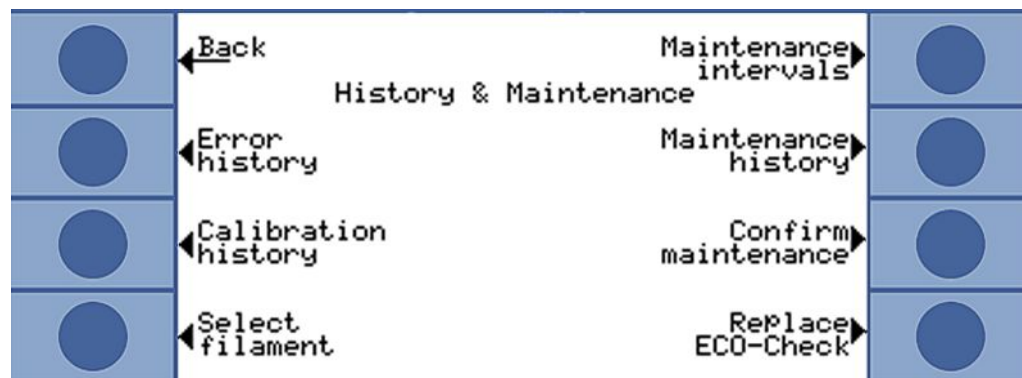 Back
Maintenance
intervals
History & Maintenance
Error
history
Maintenance
history
Calibration
history
Confirm
maintenance
Select
filament
Replace
ECO-Check